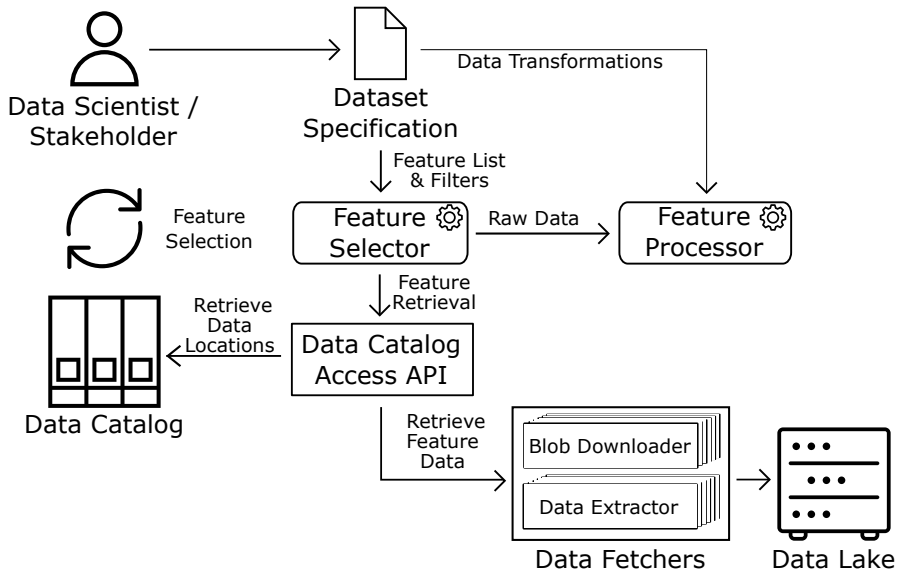 Data Scientist /
Stakeholder
Dataset
Specification
Data Transformations
Feature List
& Filters
Feature
Selection
Feature
Selector
Raw Data
Feature
Processor
Feature
Retrieval
Retrieve
Data
Locations
Data Catalog
Access API
Data Catalog
Retrieve
Feature
Data
Blob Downloader
Data Extractor
Data Fetchers
Data Lake